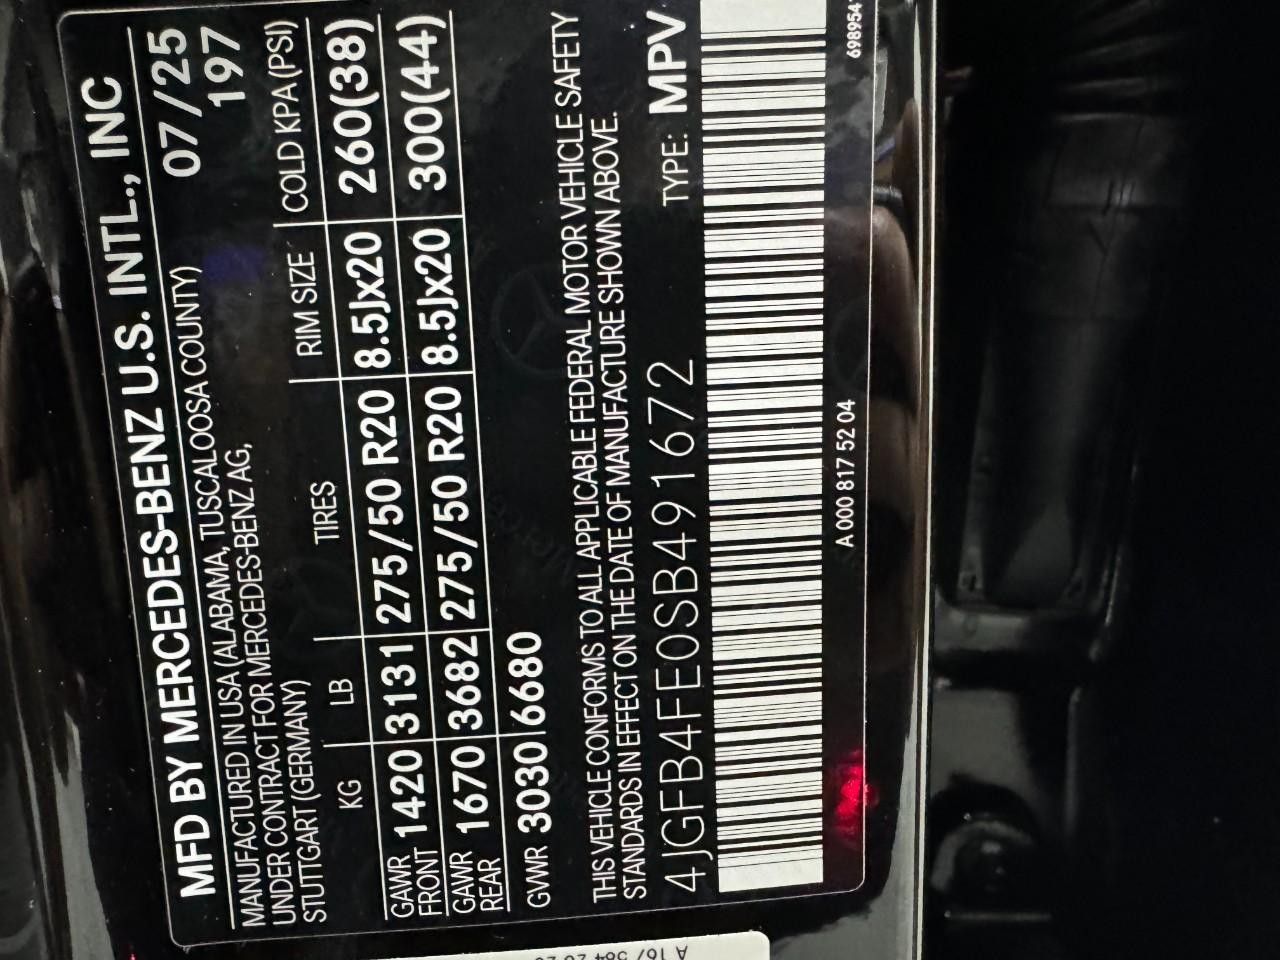 MFD BY MERCEDES-BENZ U.S. INTL., INC
MANUFACTURED IN USA (ALABAMA, TUSCALOOSA COUNTY) 07/25
UNDER CONTRACT FOR MERCEDES-BENZ AG, 197
STUTTGART (GERMANY)
KG LB TIRES RIM SIZE COLD KPA (PSI)
GAWR FRONT 1420 3131 275/50 R20 8.5Jx20 260(38)
GAWR REAR 1670 3682 275/50 R20 8.5Jx20 300(44)
GVWR 3030 6680
THIS VEHICLE CONFORMS TO ALL APPLICABLE FEDERAL MOTOR VEHICLE SAFETY
STANDARDS IN EFFECT ON THE DATE OF MANUFACTURE SHOWN ABOVE.
4JGFB4FE0SB491672 TYPE: MPV
A 000 817 52 04